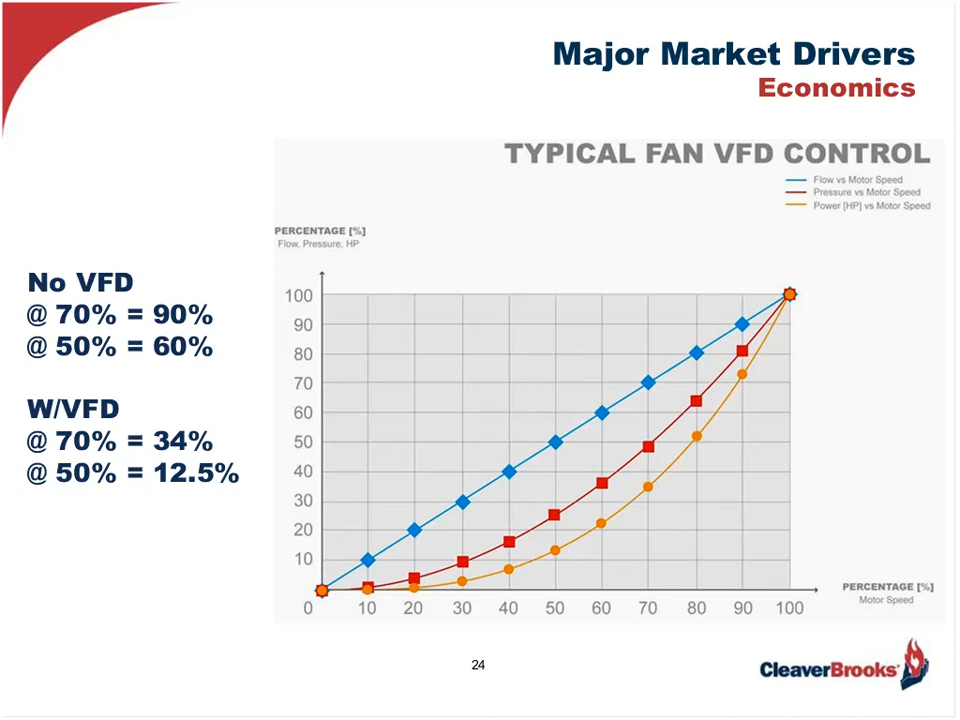 Major Market Drivers
Economics
TYPICAL FAN VFD CONTROL
Flow vs Motor Speed
Pressure vs Motor Speed
Power [HP] vs Motor Speed
PERCENTAGE [%]
Flow, Pressure, HP
No VFD
@ 70% = 90%
@ 50% = 60%
W/VFD
@ 70% = 34%
@ 50% = 12.5%
100
90
80
70
60
50
40
30
20
10
0 10 20 30 40 50 60 70 80 90 100
PERCENTAGE [%]
Motor Speed
24
CleaverBrooks